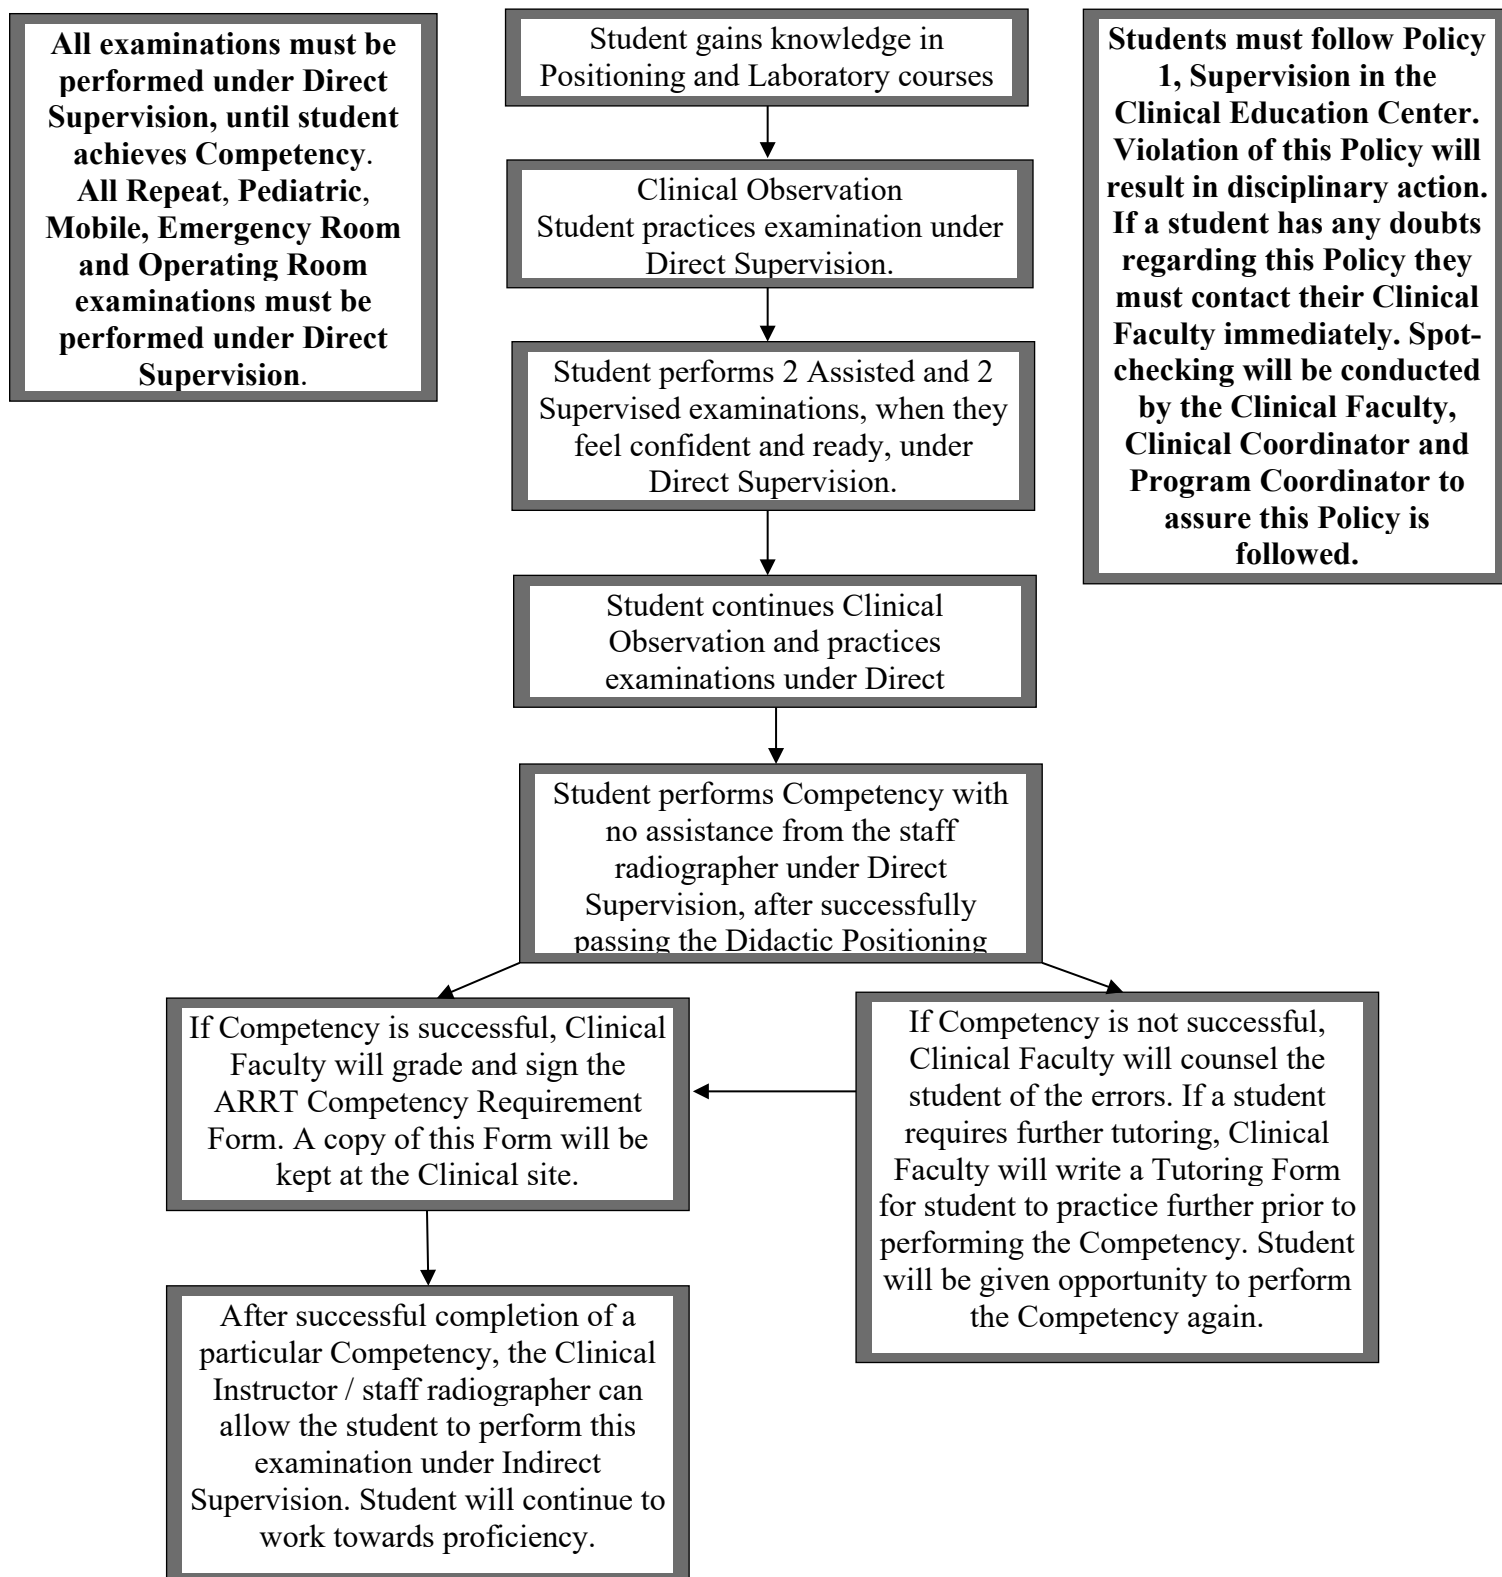 All examinations must be
performed under Direct
Supervision, until student
achieves Competency.
All Repeat, Pediatric,
Mobile, Emergency Room
and Operating Room
examinations must be
performed under Direct
Supervision.
Student gains knowledge in
Positioning and Laboratory courses
Students must follow Policy
1, Supervision in the
Clinical Education Center.
Violation of this Policy will
result in disciplinary action.
If a student has any doubts
regarding this Policy they
must contact their Clinical
Faculty immediately. Spot-
checking will be conducted
by the Clinical Faculty,
Clinical Coordinator and
Program Coordinator to
assure this Policy is
followed.
Clinical Observation
Student practices examination under
Direct Supervision.
Student performs 2 Assisted and 2
Supervised examinations, when they
feel confident and ready, under
Direct Supervision.
Student continues Clinical
Observation and practices
examinations under Direct
Student performs Competency with
no assistance from the staff
radiographer under Direct
Supervision, after successfully
passing the Didactic Positioning
If Competency is successful, Clinical
Faculty will grade and sign the
ARRT Competency Requirement
Form. A copy of this Form will be
kept at the Clinical site.
If Competency is not successful,
Clinical Faculty will counsel the
student of the errors. If a student
requires further tutoring, Clinical
Faculty will write a Tutoring Form
for student to practice further prior to
performing the Competency. Student
will be given opportunity to perform
the Competency again.
After successful completion of a
particular Competency, the Clinical
Instructor / staff radiographer can
allow the student to perform this
examination under Indirect
Supervision. Student will continue to
work towards proficiency.